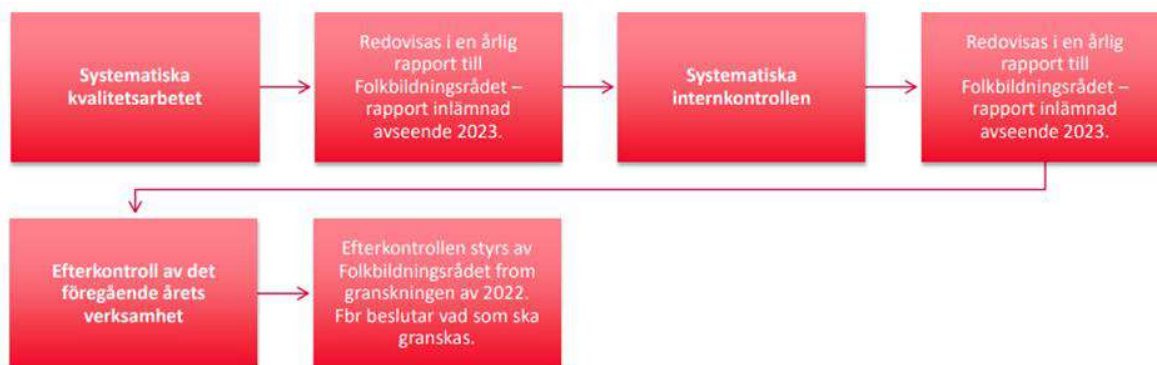 Systematiska
kvalitetsarbetet
Redovisas i en årlig
rapport till
Folkbildningsrådet –
rapport inlämnad
avseende 2023.
Systematiska
internkontrollen
Redovisas i en årlig
rapport till
Folkbildningsrådet –
rapport inlämnad
avseende 2023.
Efterkontroll av det
föregående årets
verksamhet
Efterkontrollen styrs av
Folkbildningsrådet from
granskningen av 2022.
Fbr beslutar vad som ska
granskas.